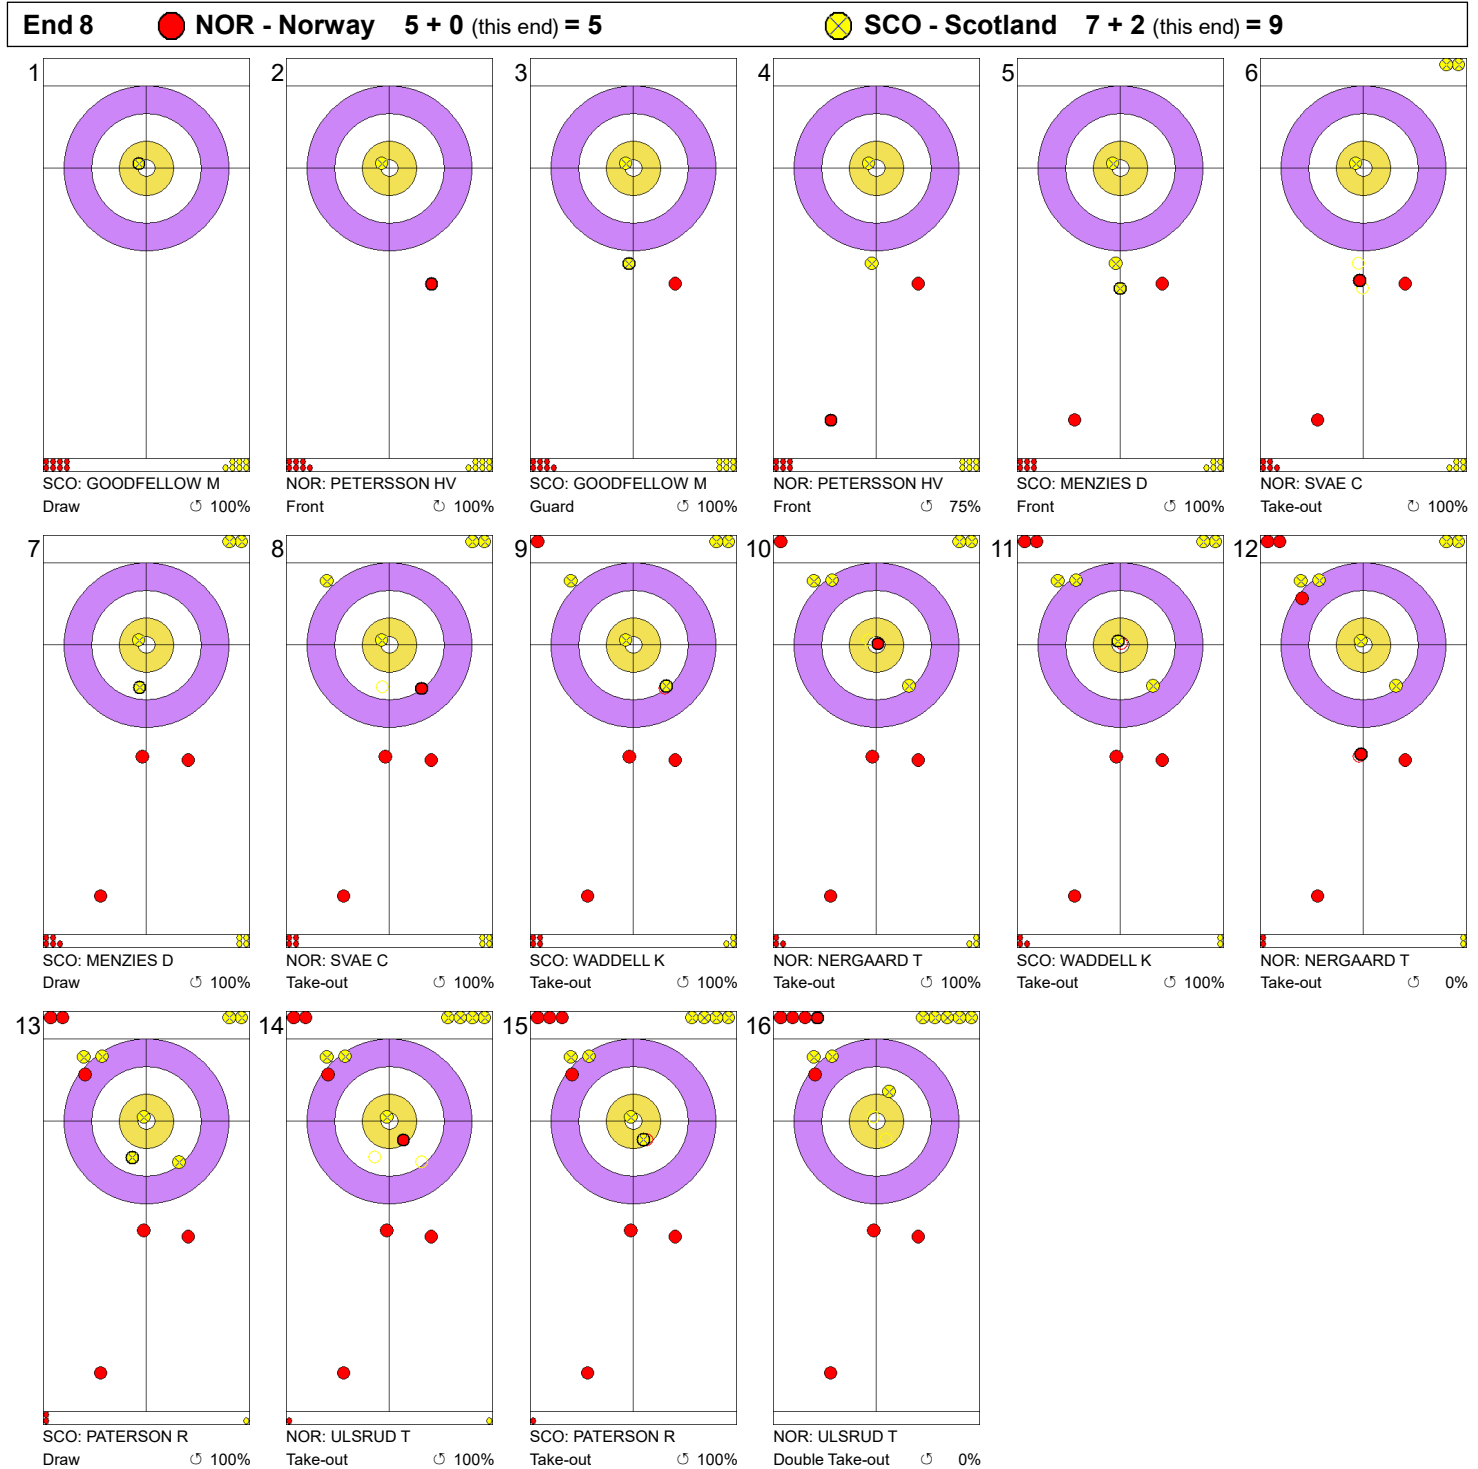 End 8 NOR - Norway 5 + 0 (this end) = 5 SCO - Scotland 7 + 2 (this end) = 9
1 2 3 4 5 6
SCO: GOODFELLOW M NOR: PETERSSON HV SCO: GOODFELLOW M NOR: PETERSSON HV SCO: MENZIES D NOR: SVAE C
Draw ↺ 100% Front ↻ 100% Guard ↺ 100% Front ↺ 75% Front ↺ 100% Take-out ↻ 100%
7 8 9 10 11 12
SCO: MENZIES D NOR: SVAE C SCO: WADDELL K NOR: NERGAARD T SCO: WADDELL K NOR: NERGAARD T
Draw ↺ 100% Take-out ↺ 100% Take-out ↺ 100% Take-out ↺ 100% Take-out ↺ 100% Take-out ↺ 0%
13 14 15 16
SCO: PATERSON R NOR: ULSRUD T SCO: PATERSON R NOR: ULSRUD T
Draw ↺ 100% Take-out ↺ 100% Take-out ↺ 100% Double Take-out ↺ 0%